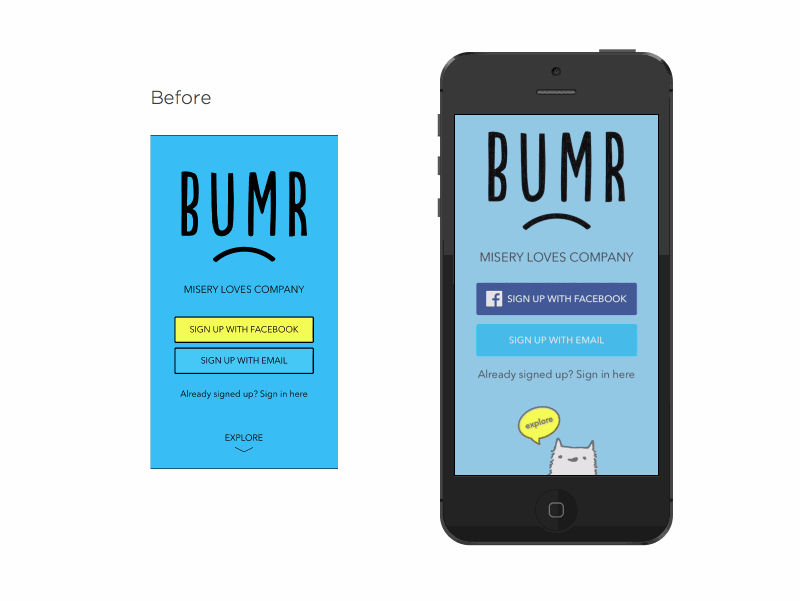 Before
BUMR
MISERY LOVES COMPANY
SIGN UP WITH FACEBOOK
SIGN UP WITH EMAIL
Already signed up? Sign in here
EXPLORE
BUMR
MISERY LOVES COMPANY
f SIGN UP WITH FACEBOOK
SIGN UP WITH EMAIL
Already signed up? Sign in here
explore